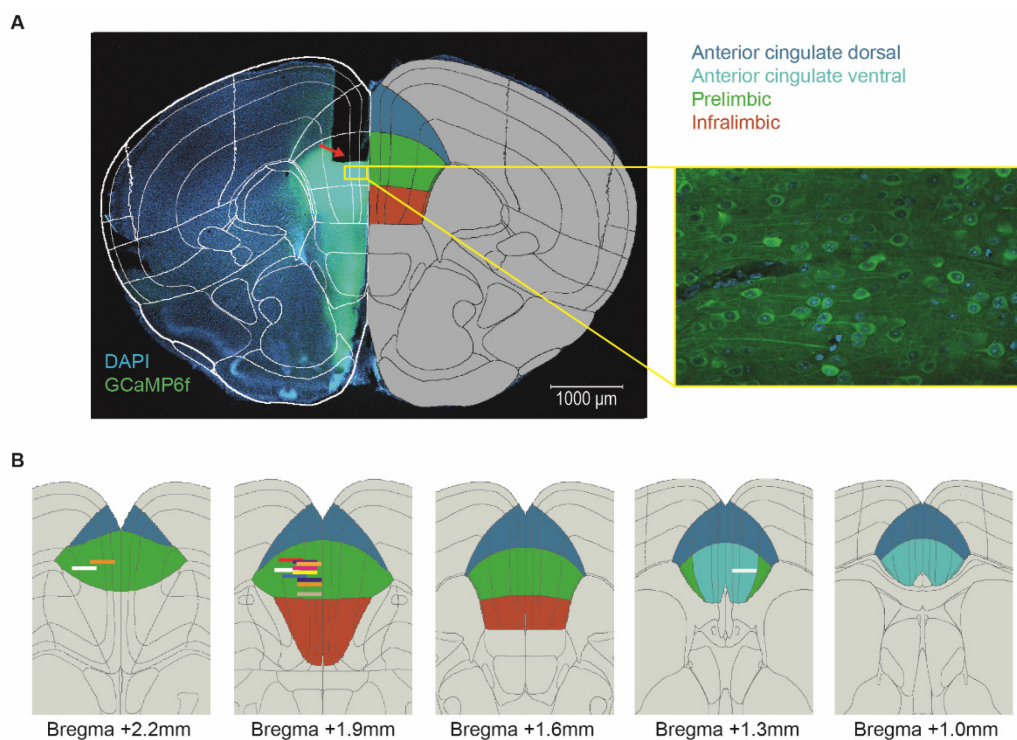 A
Anterior cingulate dorsal
Anterior cingulate ventral
Prelimbic
Infralimbic
DAPI
GCaMP6f
1000 µm
B
Bregma +2.2mm
Bregma +1.9mm
Bregma +1.6mm
Bregma +1.3mm
Bregma +1.0mm